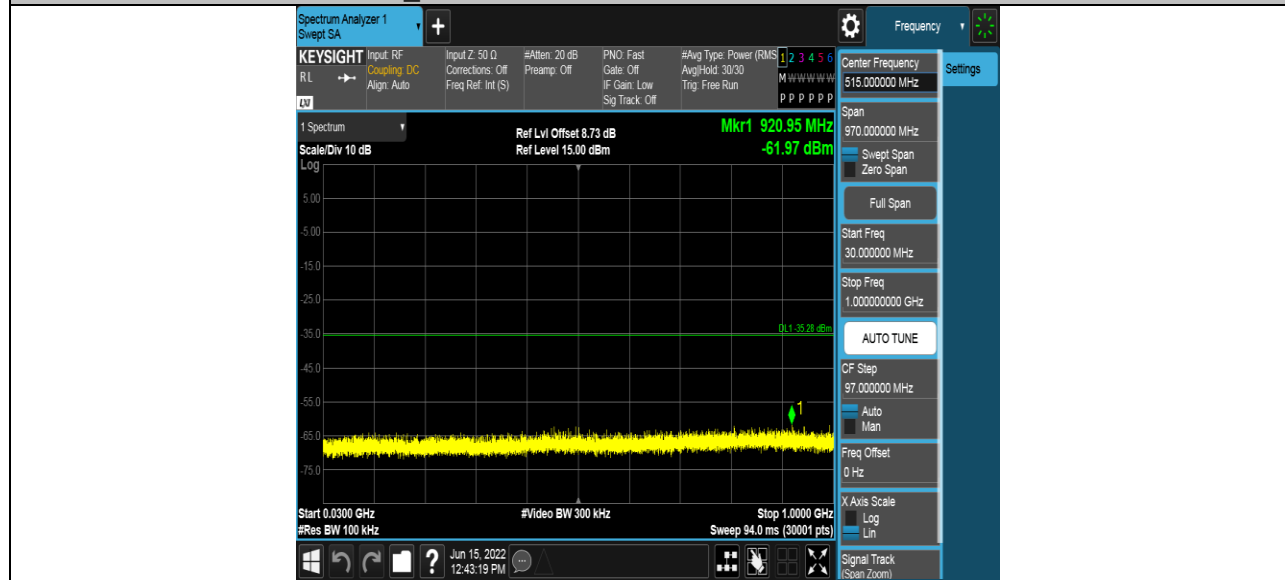 Spectrum Analyzer 1
Swept SA
+
Frequency
KEYSIGHT
RL
LXI
Input: RF
Coupling: DC
Align: Auto
Input Z: 50 Ω
Corrections: Off
Freq Ref: Int (S)
#Atten: 20 dB
Preamp: Off
PNO: Fast
Gate: Off
IF Gain: Low
Sig Track: Off
#Avg Type: Power (RMS
Avg|Hold: 30/30
Trig: Free Run
1 2 3 4 5 6
M W W W W W
P P P P P P
1 Spectrum
Scale/Div 10 dB
Ref Lvl Offset 8.73 dB
Ref Level 15.00 dBm
Mkr1 920.95 MHz
-61.97 dBm
Log
5.00
-5.00
-15.0
-25.0
-35.0
DL1 -35.28 dBm
-45.0
-55.0
1
-65.0
-75.0
Start 0.0300 GHz
#Video BW 300 kHz
Stop 1.0000 GHz
#Res BW 100 kHz
Sweep 94.0 ms (30001 pts)
?
Jun 15, 2022
12:43:19 PM
Center Frequency
515.000000 MHz
Settings
Span
970.000000 MHz
Swept Span
Zero Span
Full Span
Start Freq
30.000000 MHz
Stop Freq
1.000000000 GHz
AUTO TUNE
CF Step
97.000000 MHz
Auto
Man
Freq Offset
0 Hz
X Axis Scale
Log
Lin
Signal Track
(Span Zoom)